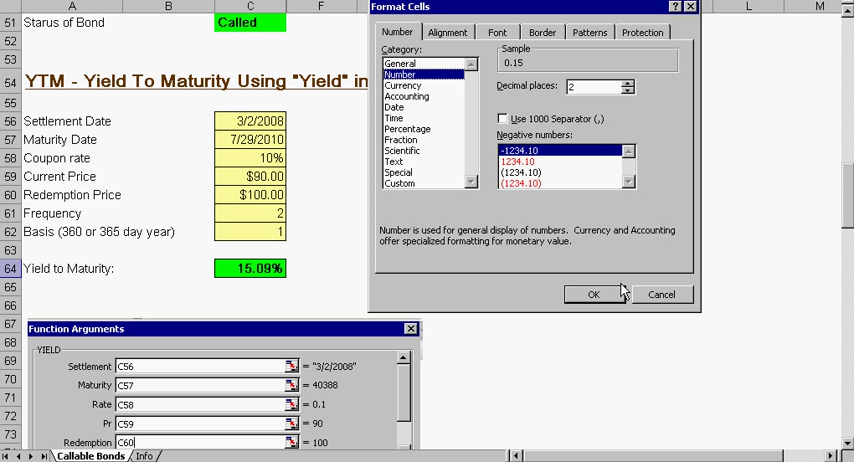 A B C F L M
Format Cells
51 Starus of Bond Called
52
53
54 YTM - Yield To Maturity Using "Yield" in
55
56 Settlement Date 3/2/2008
57 Maturity Date 7/29/2010
58 Coupon rate 10%
59 Current Price $90.00
60 Redemption Price $100.00
61 Frequency 2
62 Basis (360 or 365 day year) 1
63
64 Yield to Maturity: 15.09%
65
66
67
68
69
70
71
72
73
Number Alignment Font Border Patterns Protection
Category:
General
Number
Currency
Accounting
Date
Time
Percentage
Fraction
Scientific
Text
Special
Custom
Sample
0.15
Decimal places: 2
Use 1000 Separator (,)
Negative numbers:
-1234.10
1234.10
(1234.10)
(1234.10)
Number is used for general display of numbers. Currency and Accounting
offer specialized formatting for monetary value.
OK Cancel
Function Arguments
YIELD
Settlement C56 = "3/2/2008"
Maturity C57 = 40388
Rate C58 = 0.1
Pr C59 = 90
Redemption C60 = 100
Callable Bonds Info